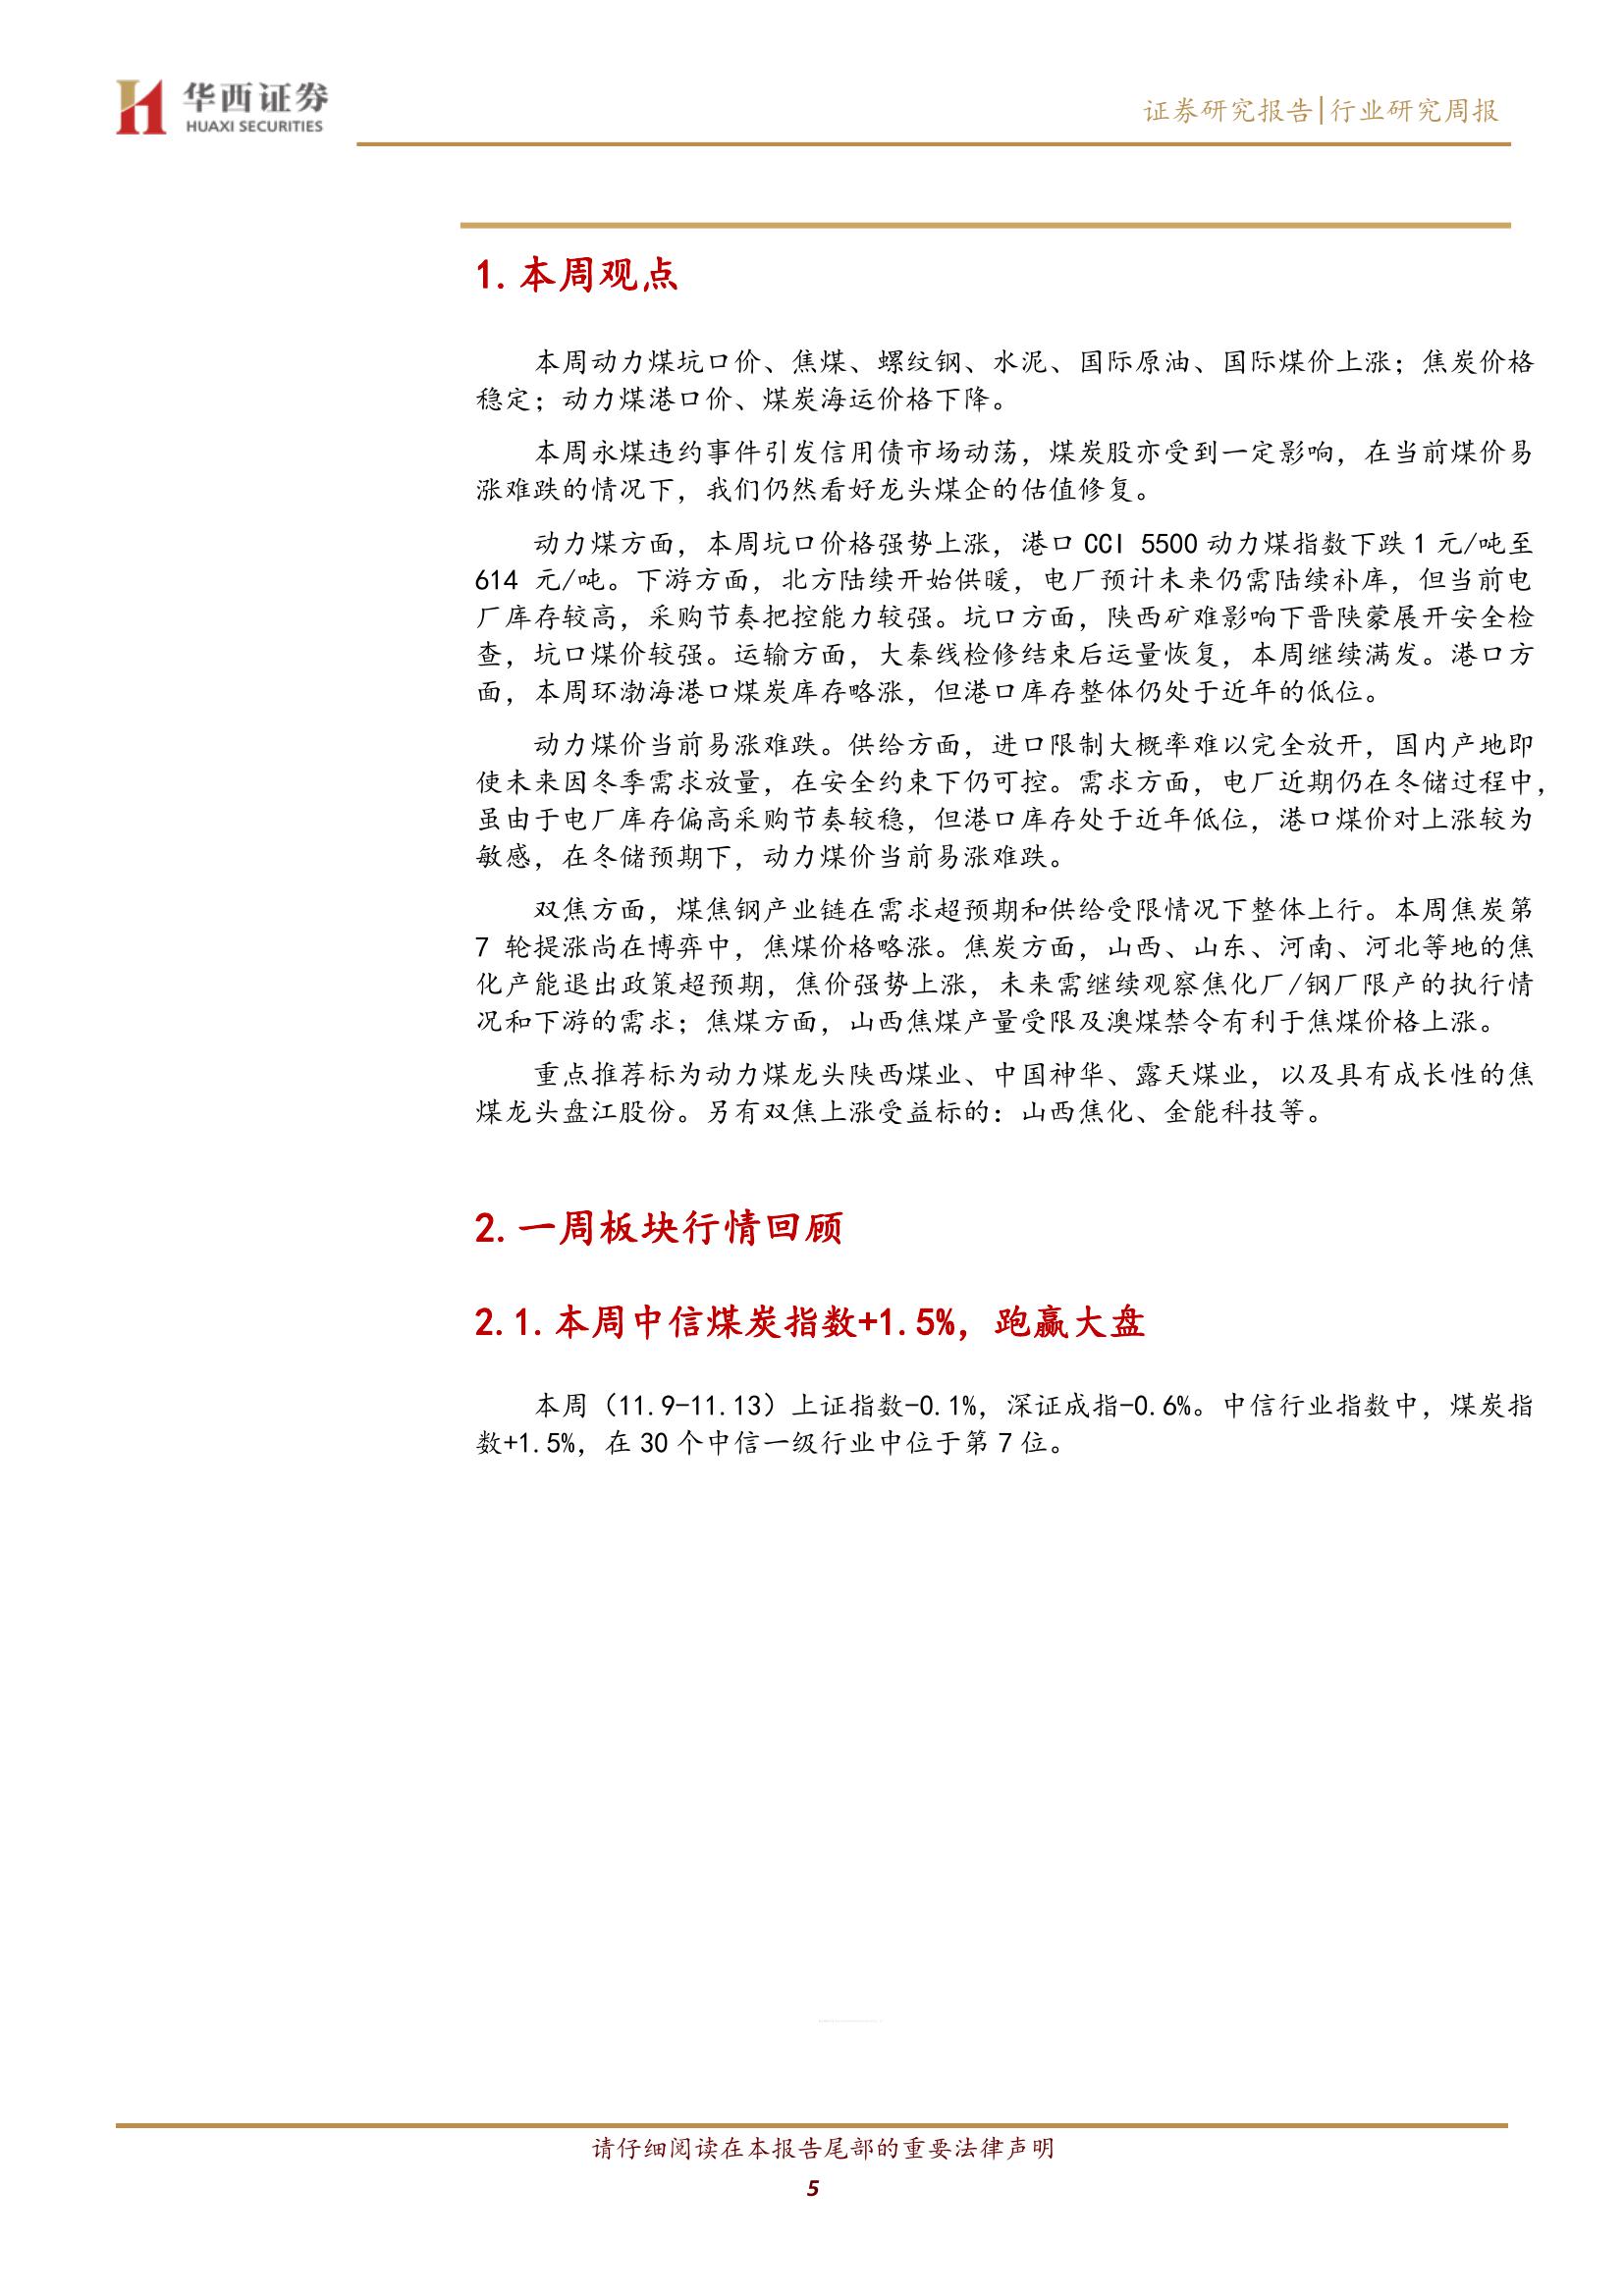 华西证券
HUAXI SECURITIES
证券研究报告|行业研究周报
1.本周观点
本周动力煤坑口价、焦煤、螺纹钢、水泥、国际原油、国际煤价上涨；焦炭价格
稳定；动力煤港口价、煤炭海运价格下降。
本周永煤违约事件引发信用债市场动荡，煤炭股亦受到一定影响，在当前煤价易
涨难跌的情况下，我们仍然看好龙头煤企的估值修复。
动力煤方面，本周坑口价格强势上涨，港口 CCI 5500 动力煤指数下跌 1 元/吨至
614 元/吨。下游方面，北方陆续开始供暖，电厂预计未来仍需陆续补库，但当前电
厂库存较高，采购节奏把控能力较强。坑口方面，陕西矿难影响下晋陕蒙展开安全检
查，坑口煤价较强。运输方面，大秦线检修结束后运量恢复，本周继续满发。港口方
面，本周环渤海港口煤炭库存略涨，但港口库存整体仍处于近年的低位。
动力煤价当前易涨难跌。供给方面，进口限制大概率难以完全放开，国内产地即
使未来因冬季需求放量，在安全约束下仍可控。需求方面，电厂近期仍在冬储过程中，
虽由于电厂库存偏高采购节奏较稳，但港口库存处于近年低位，港口煤价对上涨较为
敏感，在冬储预期下，动力煤价当前易涨难跌。
双焦方面，煤焦钢产业链在需求超预期和供给受限情况下整体上行。本周焦炭第
7 轮提涨尚在博弈中，焦煤价格略涨。焦炭方面，山西、山东、河南、河北等地的焦
化产能退出政策超预期，焦价强势上涨，未来需继续观察焦化厂/钢厂限产的执行情
况和下游的需求；焦煤方面，山西焦煤产量受限及澳煤禁令有利于焦煤价格上涨。
重点推荐标为动力煤龙头陕西煤业、中国神华、露天煤业，以及具有成长性的焦
煤龙头盘江股份。另有双焦上涨受益标的：山西焦化、金能科技等。
2.一周板块行情回顾
2.1.本周中信煤炭指数+1.5%，跑赢大盘
本周（11.9-11.13）上证指数-0.1%，深证成指-0.6%。中信行业指数中，煤炭指
数+1.5%，在 30 个中信一级行业中位于第 7 位。
请仔细阅读在本报告尾部的重要法律声明
5